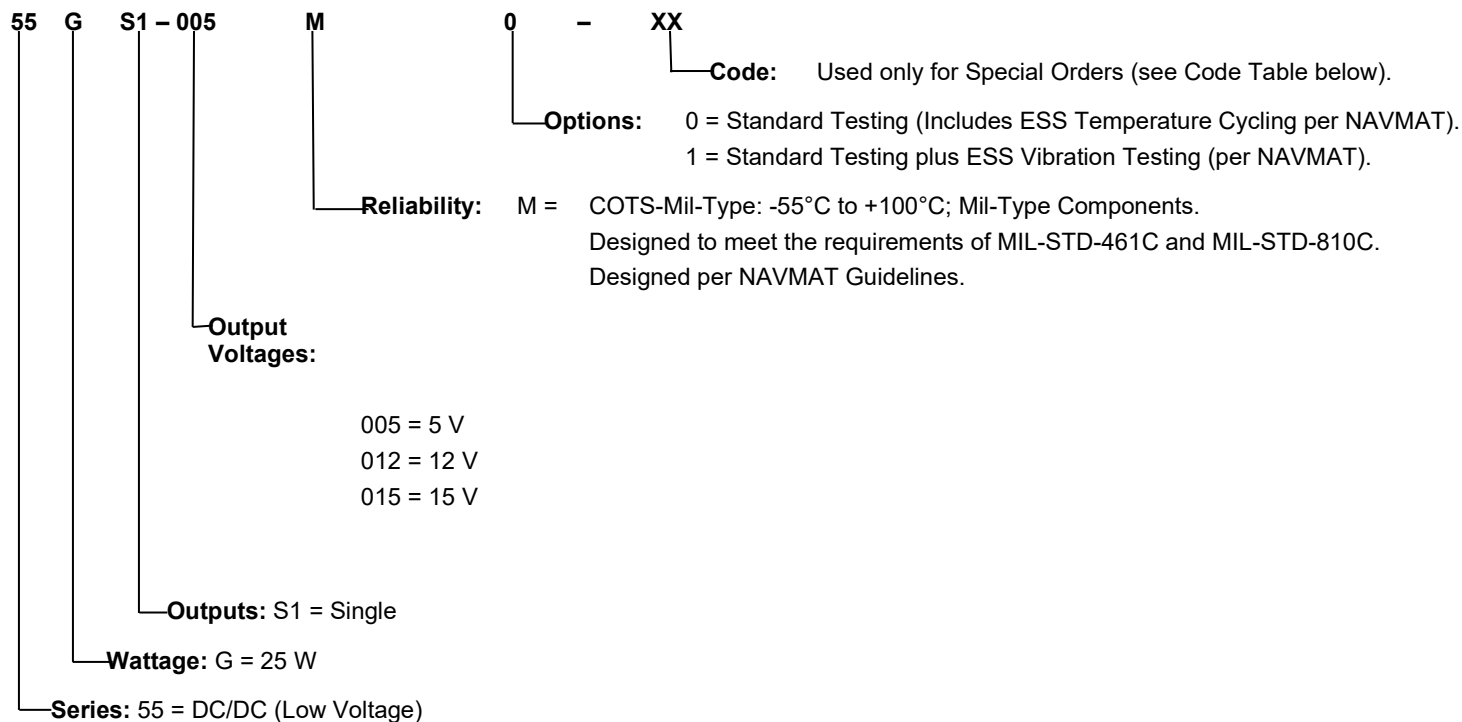 55 G S1 – 005 M 0 – XX
Code: Used only for Special Orders (see Code Table below).
Options: 0 = Standard Testing (Includes ESS Temperature Cycling per NAVMAT).
1 = Standard Testing plus ESS Vibration Testing (per NAVMAT).
Reliability: M = COTS-Mil-Type: -55°C to +100°C; Mil-Type Components.
Designed to meet the requirements of MIL-STD-461C and MIL-STD-810C.
Designed per NAVMAT Guidelines.
Output
Voltages:
005 = 5 V
012 = 12 V
015 = 15 V
Outputs: S1 = Single
Wattage: G = 25 W
Series: 55 = DC/DC (Low Voltage)